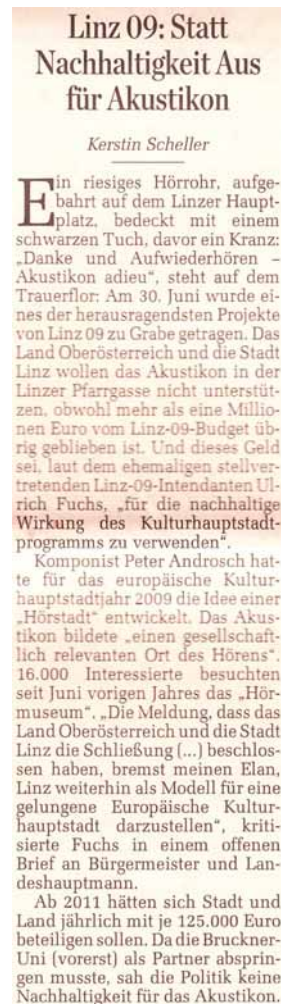 Linz 09: Statt
Nachhaltigkeit Aus
für Akustikon
Kerstin Scheller
Ein riesiges Hörrohr, aufge-
bahrt auf dem Linzer Haupt-
platz, bedeckt mit einem
schwarzen Tuch, davor ein Kranz:
„Danke und Aufwiederhören –
Akustikon adieu“, steht auf dem
Trauerflor: Am 30. Juni wurde ei-
nes der herausragendsten Projekte
von Linz 09 zu Grabe getragen. Das
Land Oberösterreich und die Stadt
Linz wollen das Akustikon in der
Linzer Pfarrgasse nicht unterstüt-
zen, obwohl mehr als eine Millio-
nen Euro vom Linz-09-Budget üb-
rig geblieben ist. Und dieses Geld
sei, laut dem ehemaligen stellver-
tretenden Linz-09-Intendanten Ul-
rich Fuchs, „für die nachhaltige
Wirkung des Kulturhauptstadt-
programms zu verwenden“.
Komponist Peter Androsch hat-
te für das europäische Kultur-
hauptstadtjahr 2009 die Idee einer
„Hörstadt“ entwickelt. Das Akus-
tikon bildete „einen gesellschaft-
lich relevanten Ort des Hörens“.
16.000 Interessierte besuchten
seit Juni vorigen Jahres das „Hör-
museum“. „Die Meldung, dass das
Land Oberösterreich und die Stadt
Linz die Schließung (...) beschlos-
sen haben, bremst meinen Elan,
Linz weiterhin als Modell für eine
gelungene Europäische Kultur-
hauptstadt darzustellen“, kriti-
sierte Fuchs in einem offenen
Brief an Bürgermeister und Lan-
deshauptmann.
Ab 2011 hätten sich Stadt und
Land jährlich mit je 125.000 Euro
beteiligen sollen. Da die Bruckner-
Uni (vorerst) als Partner absprin-
gen musste, sah die Politik keine
Nachhaltigkeit für das Akustikon.